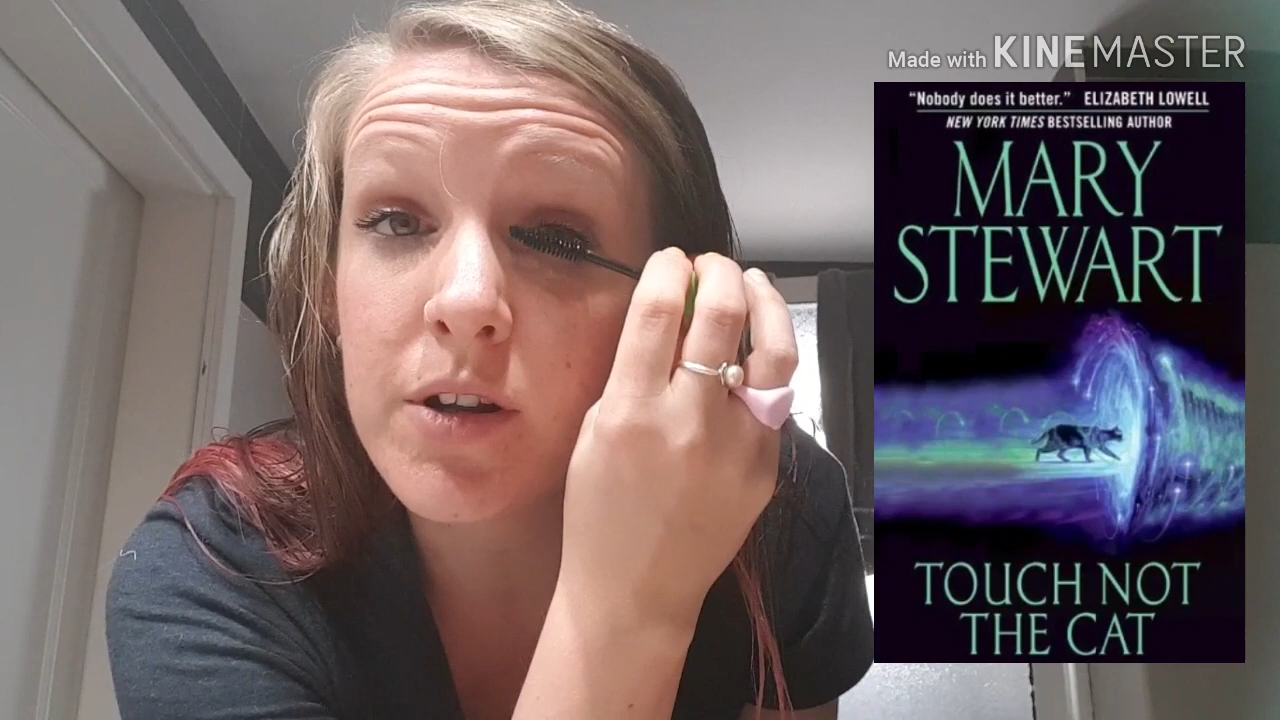 Made with KINEMASTER
"Nobody does it better." ELIZABETH LOWELL
NEW YORK TIMES BESTSELLING AUTHOR
MARY
STEWART
TOUCH NOT
THE CAT